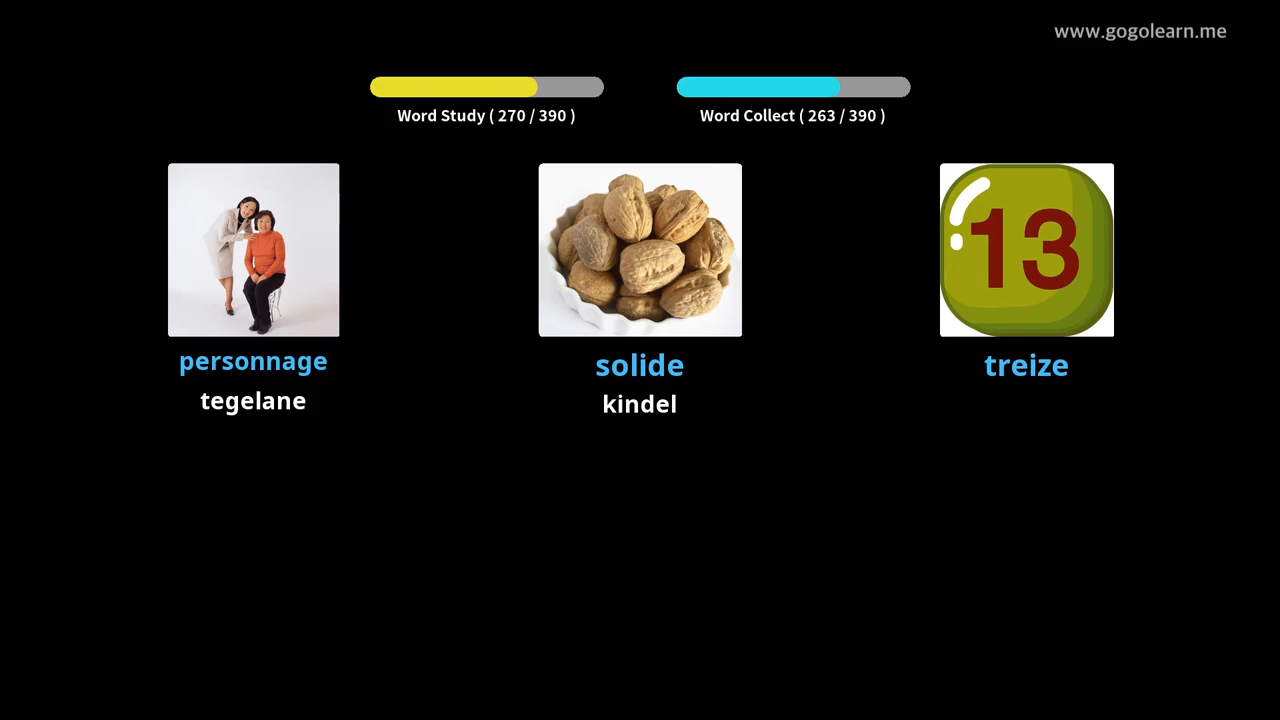 www.gogolearn.me
Word Study ( 270 / 390 )
Word Collect ( 263 / 390 )
13
personnage
solide
treize
tegelane
kindel